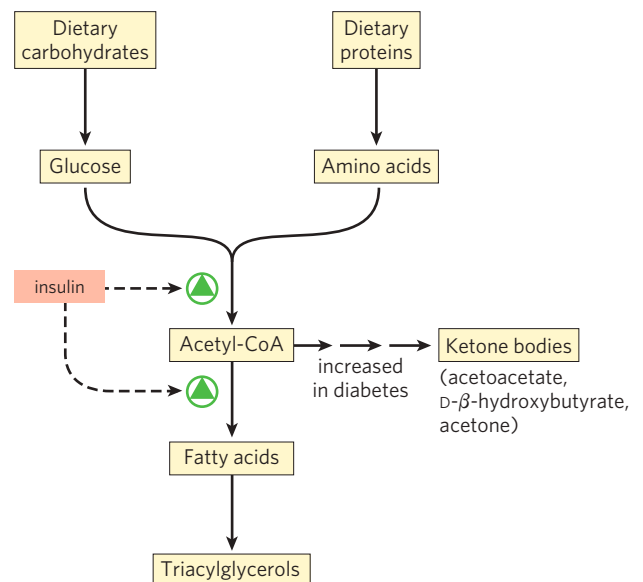 Dietary
carbohydrates
Dietary
proteins
Glucose
Amino acids
insulin
Acetyl-CoA
increased
in diabetes
Ketone bodies
(acetoacetate,
D-β-hydroxybutyrate,
acetone)
Fatty acids
Triacylglycerols